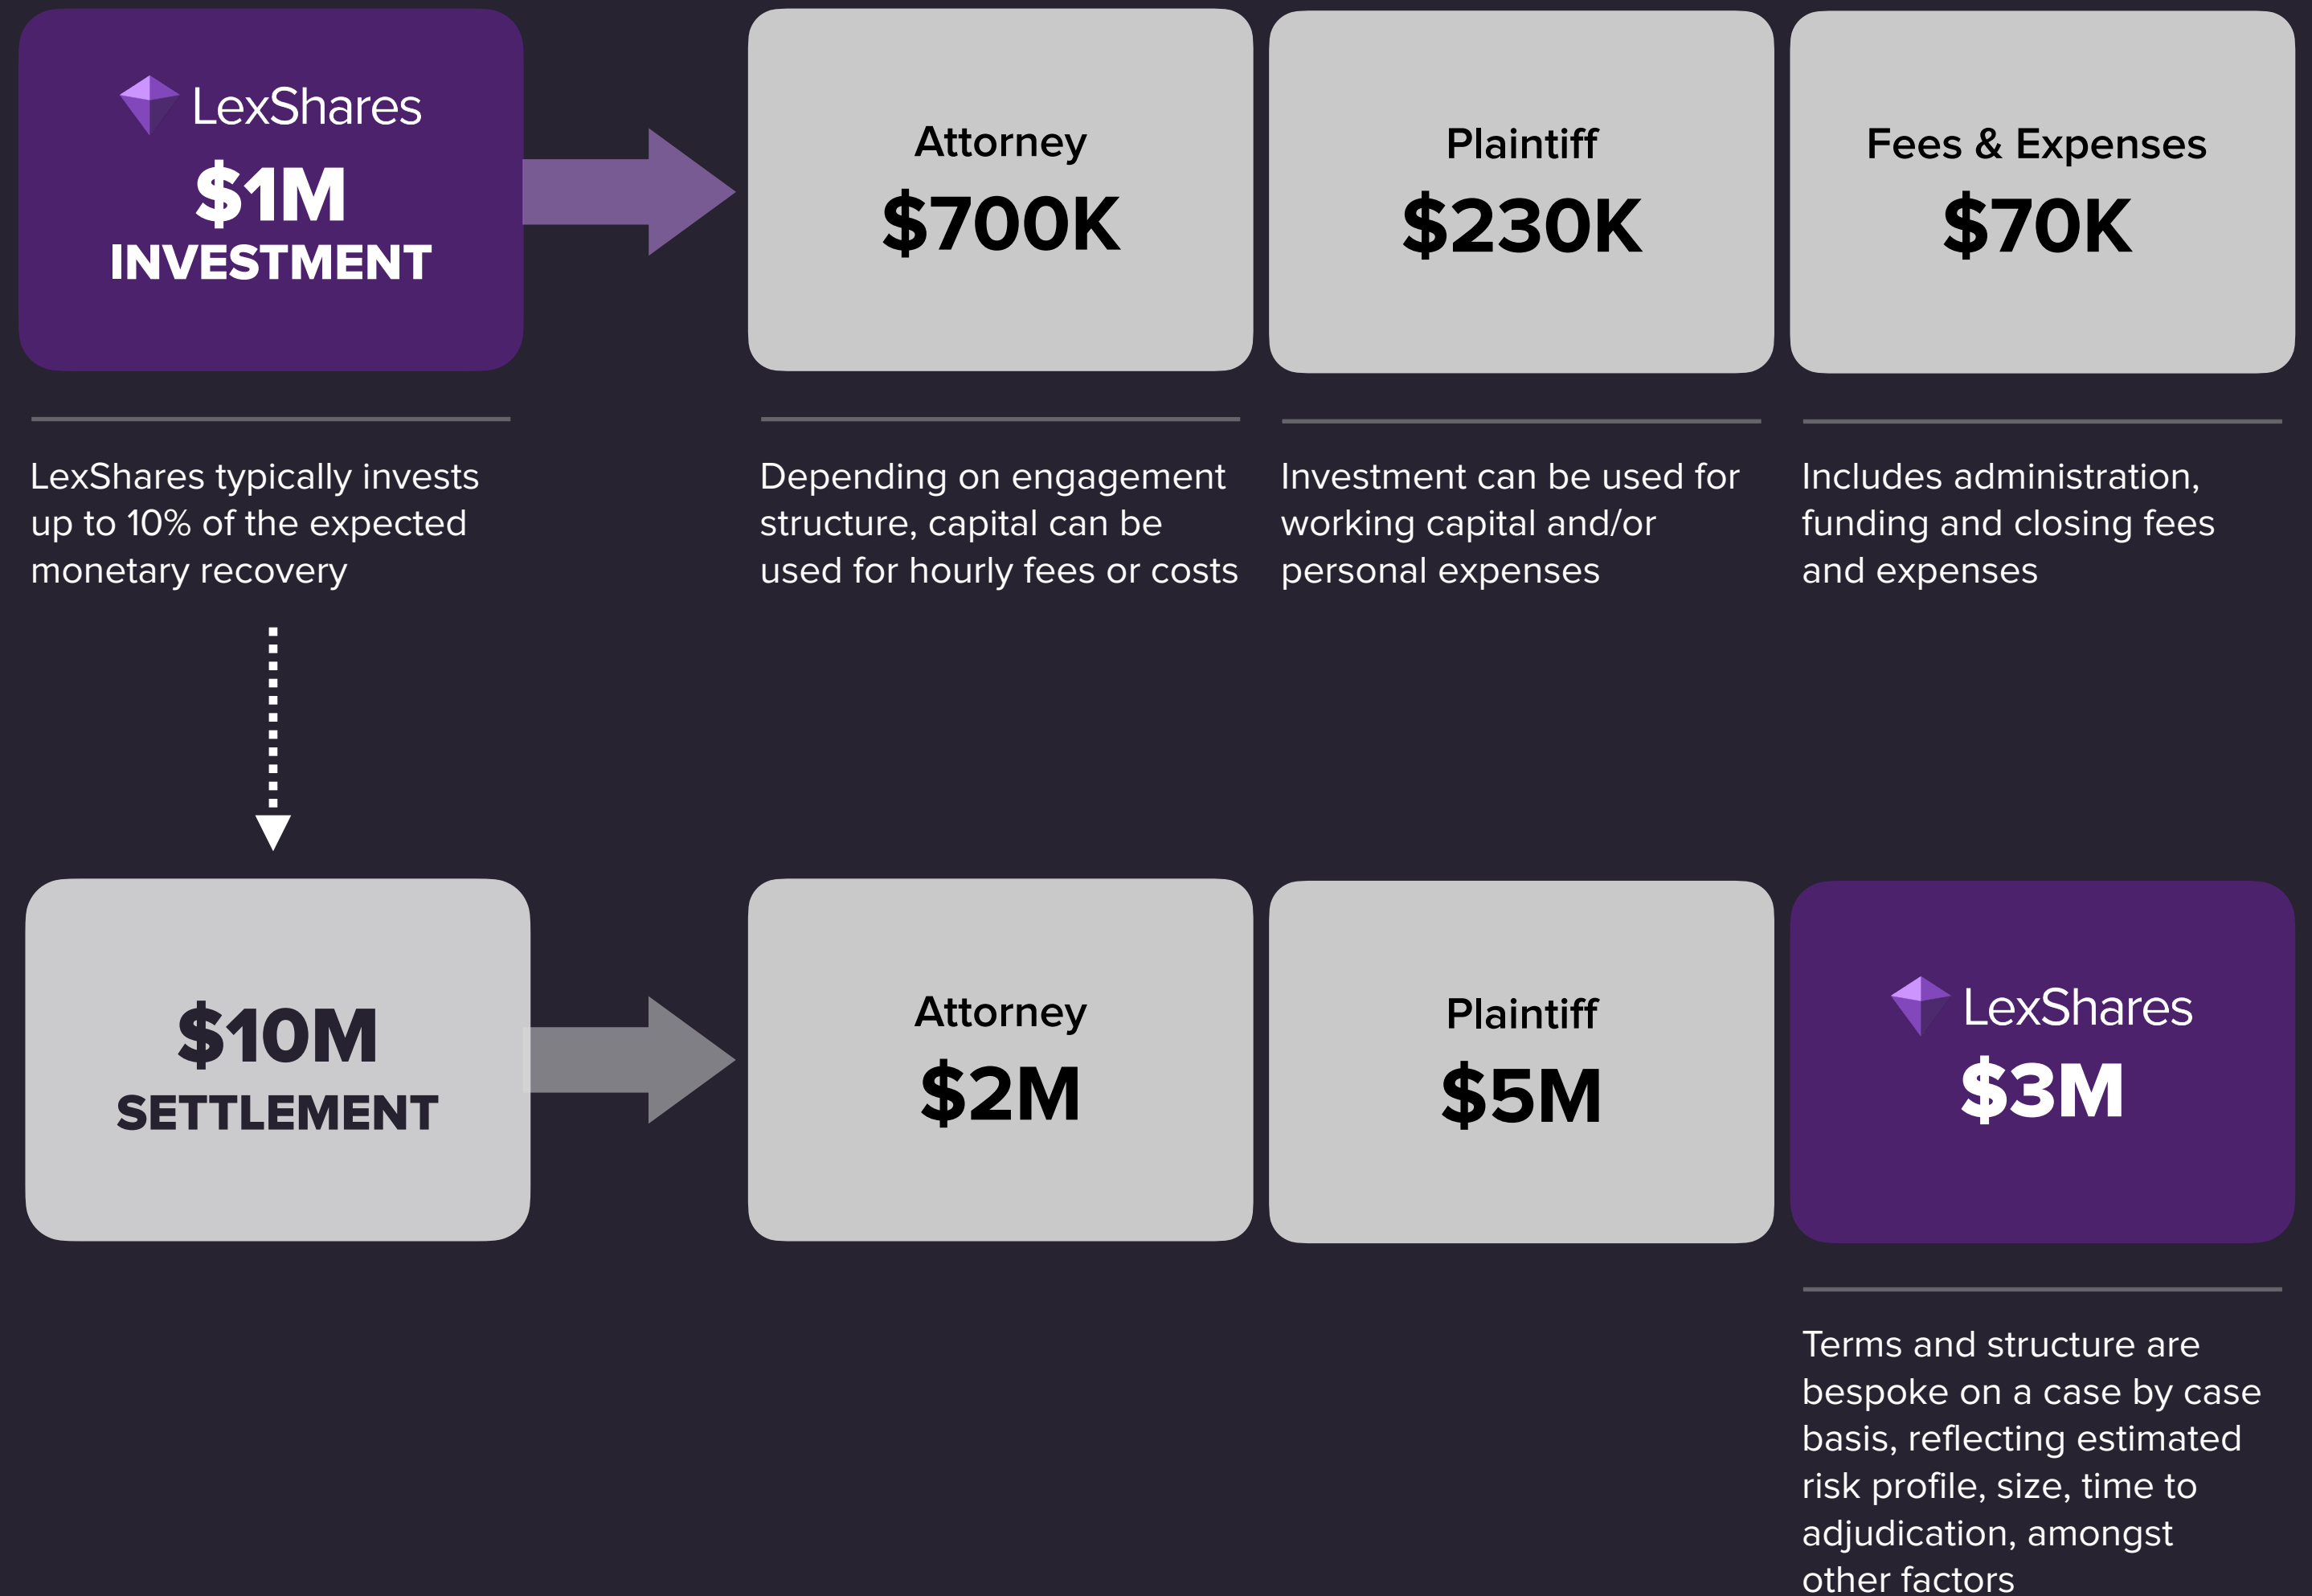 LexShares
$1M
INVESTMENT
Attorney
$700K
Plaintiff
$230K
Fees & Expenses
$70K
LexShares typically invests
up to 10% of the expected
monetary recovery
Depending on engagement
structure, capital can be
used for hourly fees or costs
Investment can be used for
working capital and/or
personal expenses
Includes administration,
funding and closing fees
and expenses
$10M
SETTLEMENT
Attorney
$2M
Plaintiff
$5M
LexShares
$3M
Terms and structure are
bespoke on a case by case
basis, reflecting estimated
risk profile, size, time to
adjudication, amongst
other factors